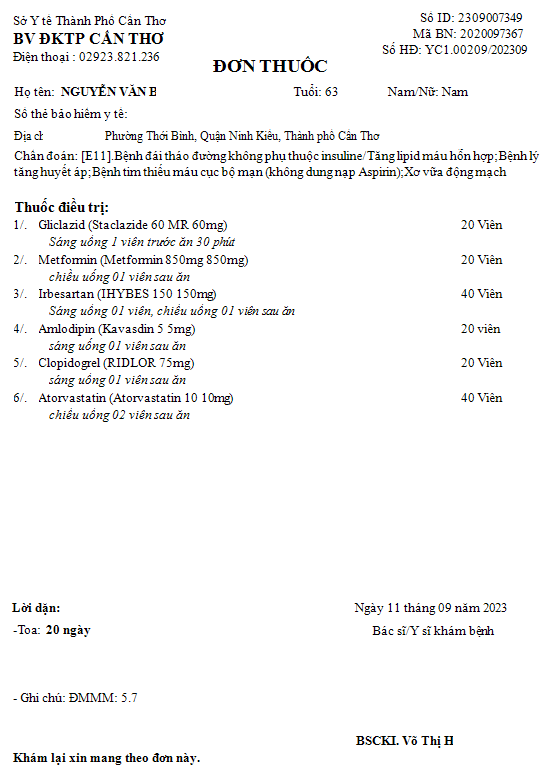 Sở Y tế Thành Phố Cần Thơ
BV ĐKTP CẦN THƠ
Điện thoại : 02923.821.236
Số ID: 2309007349
Mã BN: 2020097367
Số HĐ: YC1.00209/202309
ĐƠN THUỐC
Họ tên: NGUYỄN VĂN B
Tuổi: 63
Nam/Nữ: Nam
Số thẻ bảo hiểm y tế:
Địa ch Phường Thới Bình, Quận Ninh Kiều, Thành phố Cần Thơ
Chẩn đoán: [E11].Bệnh đái tháo đường không phụ thuộc insuline/Tăng lipid máu hỗn hợp;Bệnh lý
tăng huyết áp;Bệnh tim thiếu máu cục bộ mạn (không dung nạp Aspirin);Xơ vữa động mạch
Thuốc điều trị:
1/. Gliclazid (Staclazide 60 MR 60mg) 20 Viên
Sáng uống 1 viên trước ăn 30 phút
2/. Metformin (Metformin 850mg 850mg) 20 Viên
chiều uống 01 viên sau ăn
3/. Irbesartan (IHYBES 150 150mg) 40 Viên
Sáng uống 01 viên, chiều uống 01 viên sau ăn
4/. Amlodipin (Kavasdin 5 5mg) 20 viên
sáng uống 01 viên sau ăn
5/. Clopidogrel (RIDLOR 75mg) 20 Viên
sáng uống 01 viên sau ăn
6/. Atorvastatin (Atorvastatin 10 10mg) 40 Viên
chiều uống 02 viên sau ăn
Lời dặn:
Ngày 11 tháng 09 năm 2023
-Toa: 20 ngày
Bác sĩ/Y sĩ khám bệnh
- Ghi chú: ĐMMM: 5.7
BSCKI. Võ Thị H
Khám lại xin mang theo đơn này.